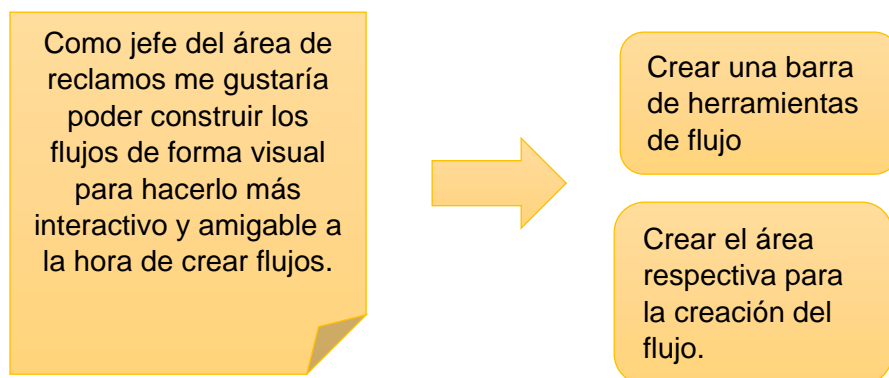 Como jefe del área de
reclamos me gustaría
poder construir los
flujos de forma visual
para hacerlo más
interactivo y amigable a
la hora de crear flujos.
Crear una barra
de herramientas
de flujo
Crear el área
respectiva para
la creación del
flujo.